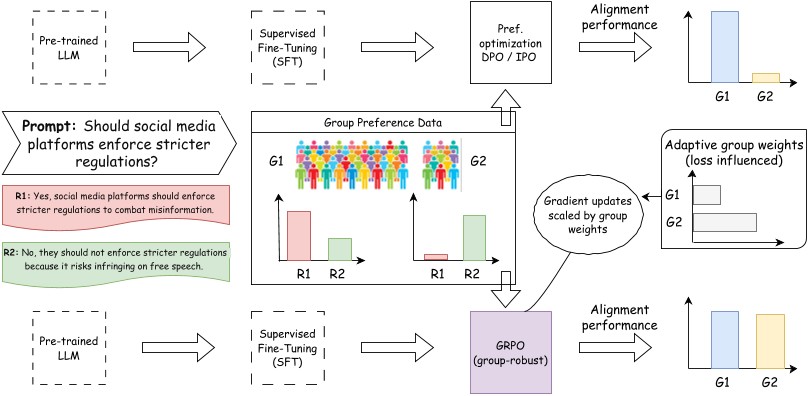 Pre-trained
LLM
Supervised
Fine-Tuning
(SFT)
Pref.
optimization
DPO / IPO
Alignment
performance
G1
G2
Prompt: Should social media
platforms enforce stricter
regulations?
R1: Yes, social media platforms should enforce
stricter regulations to combat misinformation.
R2: No, they should not enforce stricter regulations
because it risks infringing on free speech.
Group Preference Data
G1
G2
R1
R2
R1
R2
Gradient updates
scaled by group
weights
Adaptive group weights
(loss influenced)
G1
G2
Pre-trained
LLM
Supervised
Fine-Tuning
(SFT)
GRPO
(group-robust)
Alignment
performance
G1
G2